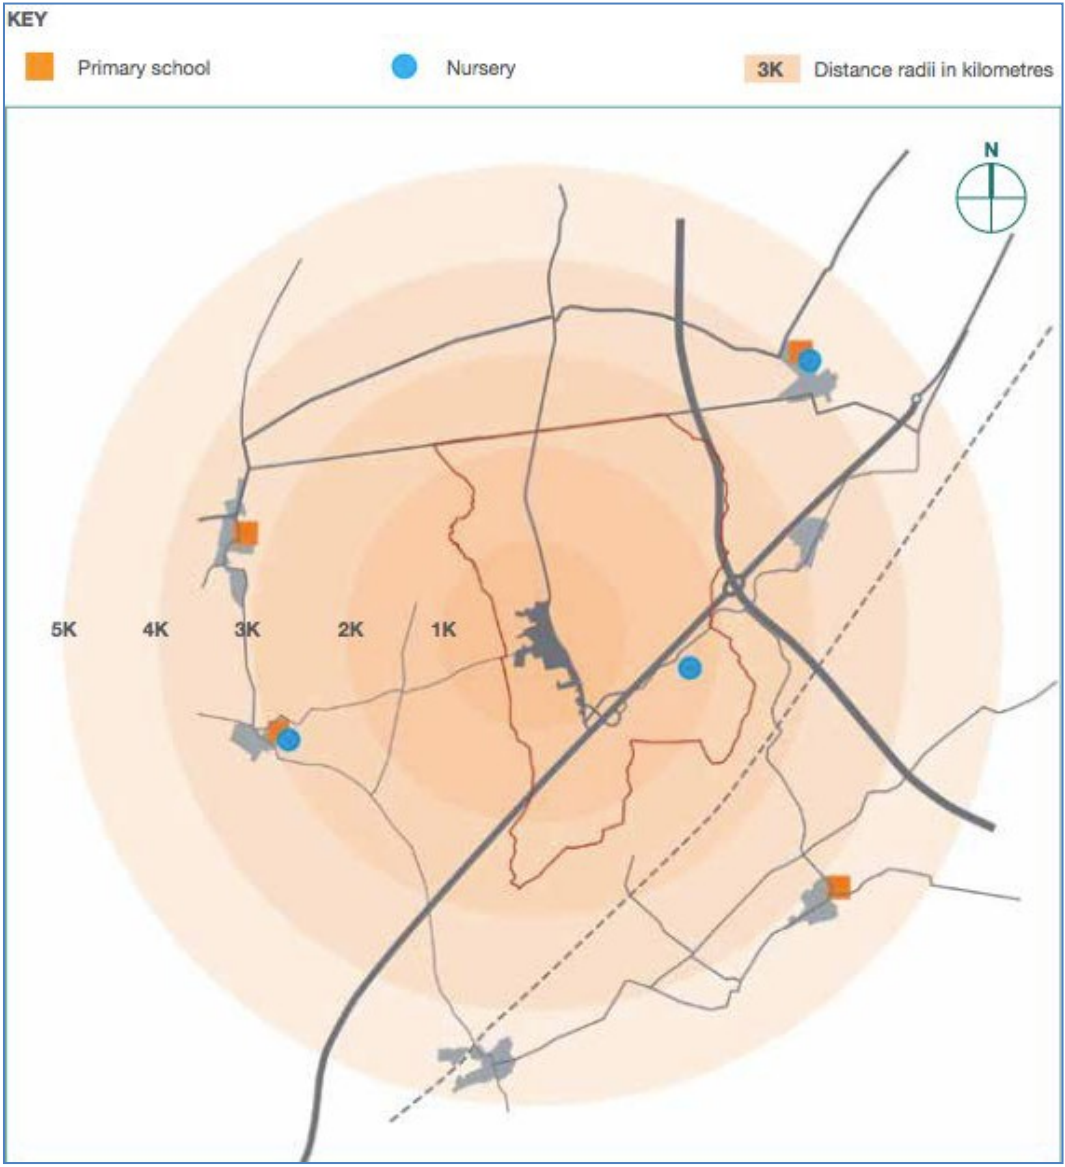 KEY
Primary school
Nursery
3K Distance radii in kilometres
N
5K 4K 3K 2K 1K